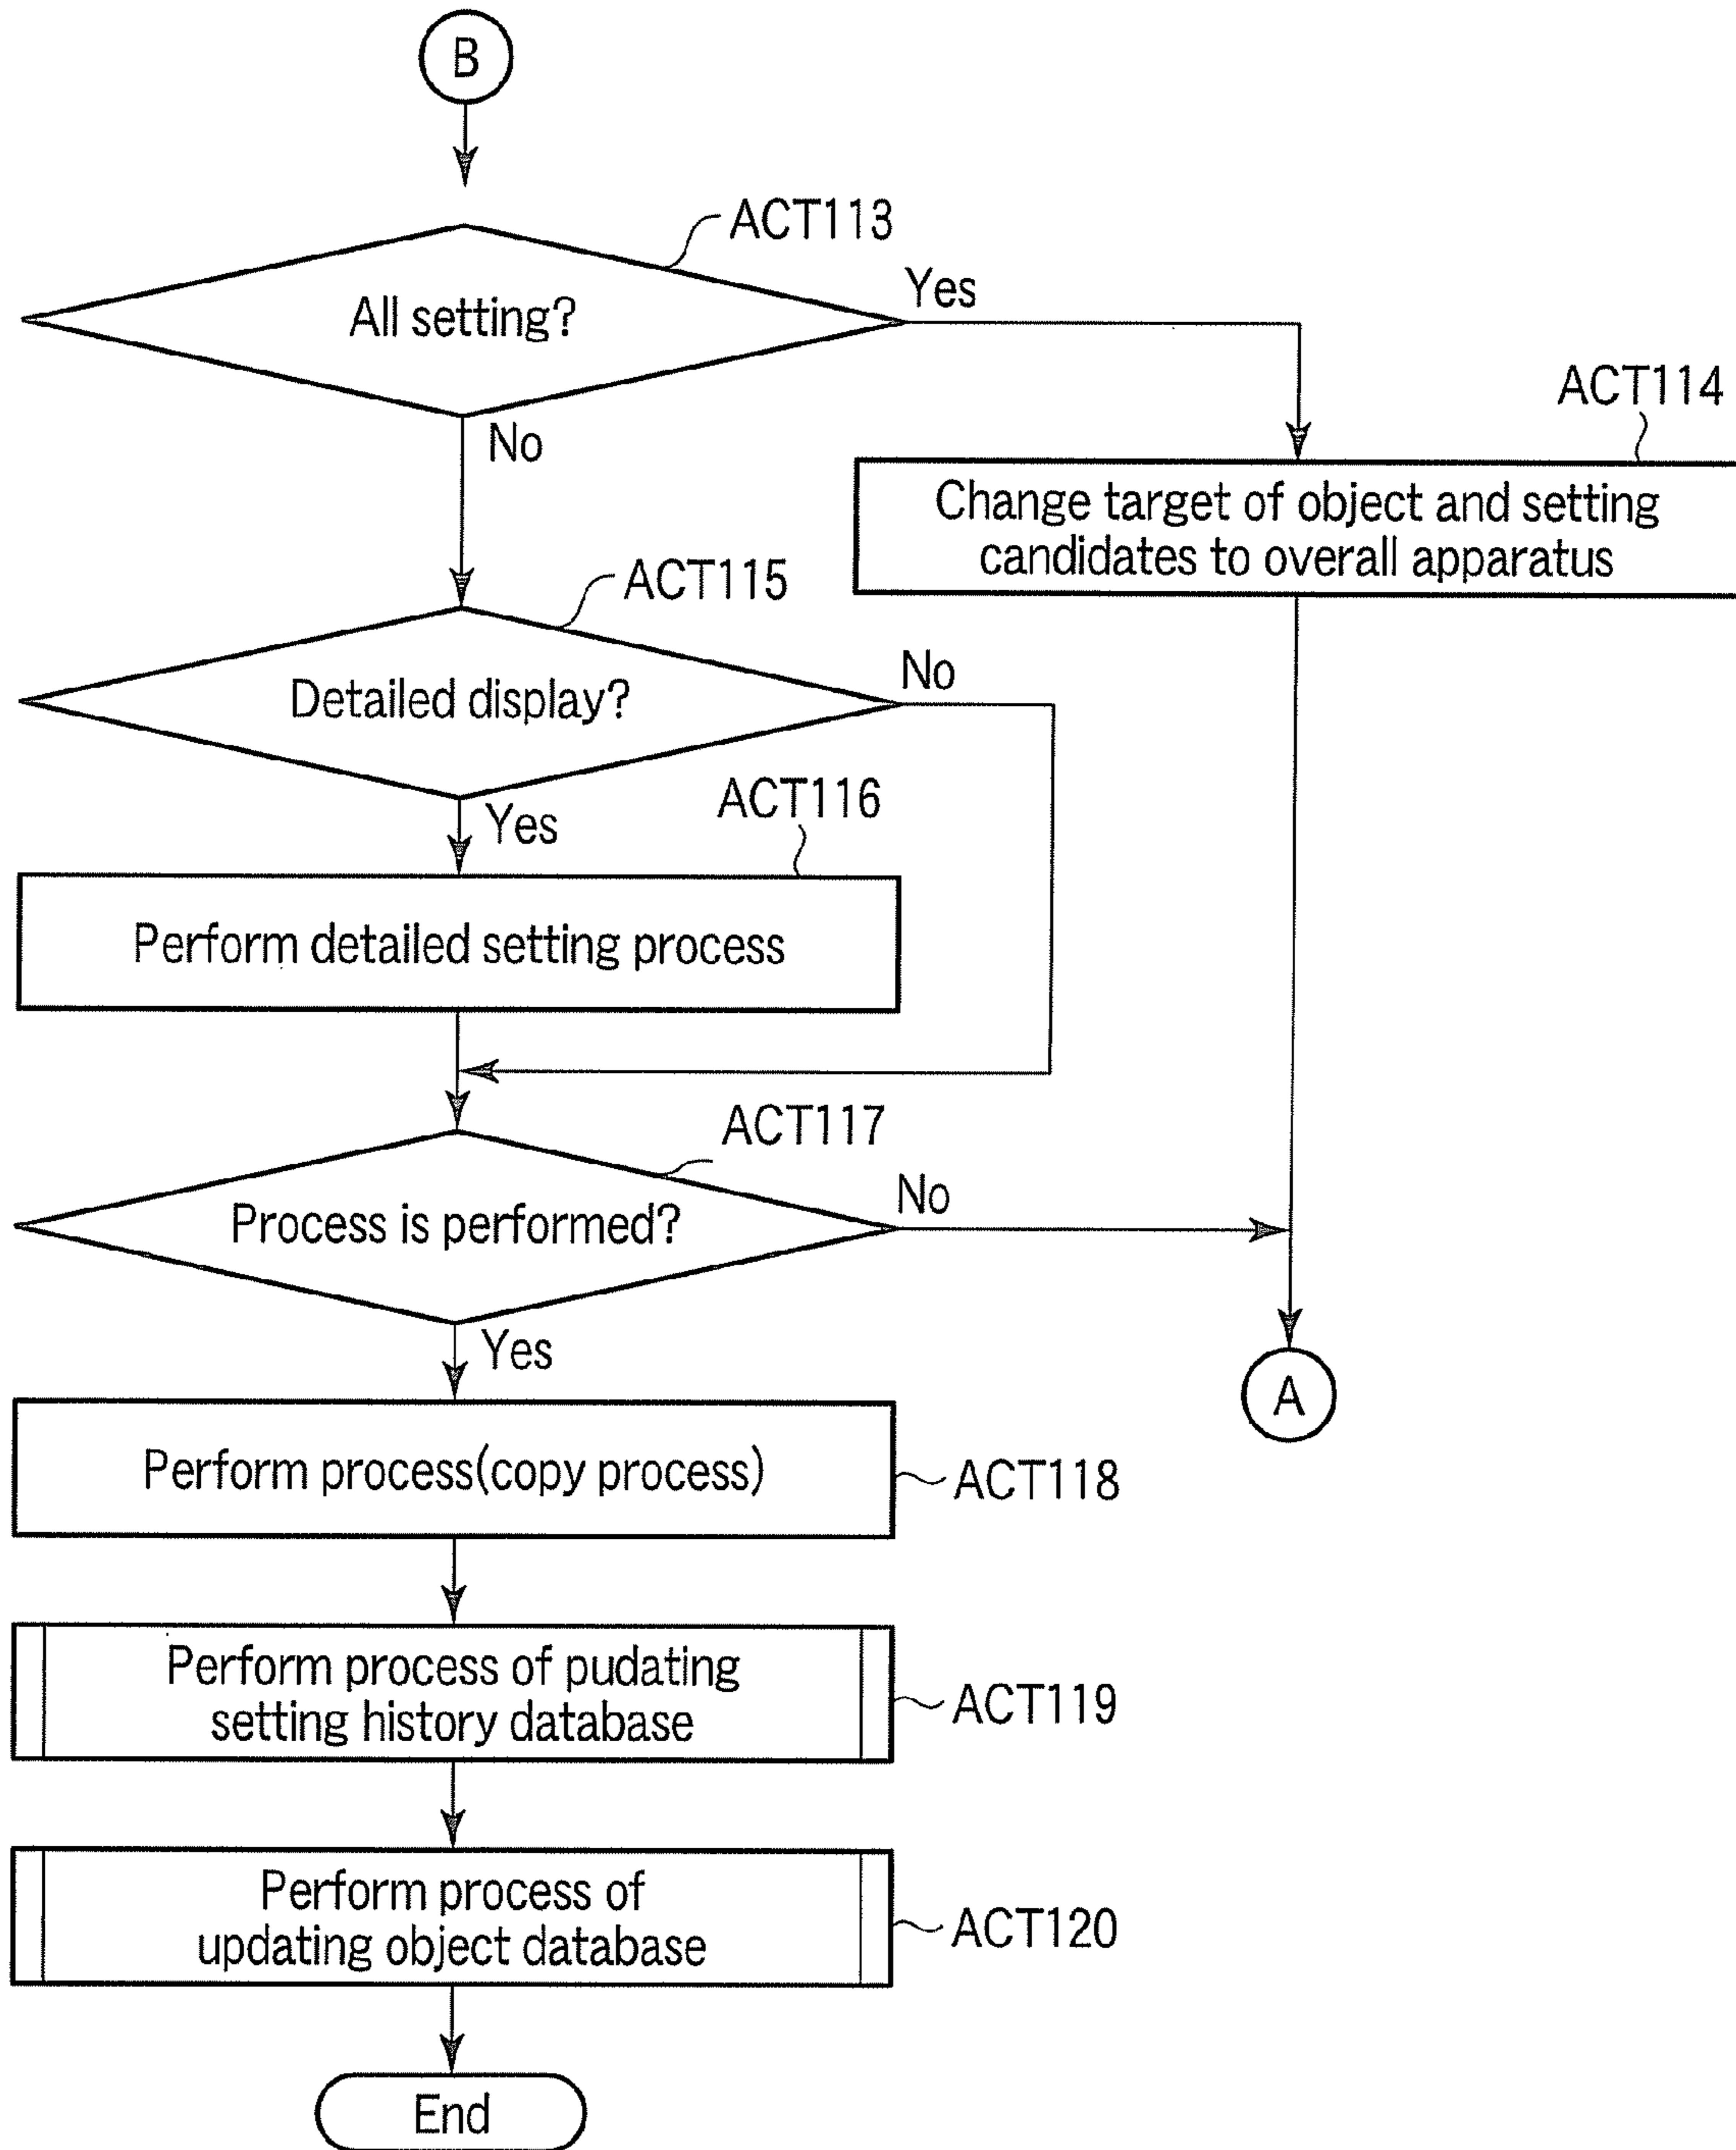 B
ACT113
All setting?
Yes
No
ACT114
Change target of object and setting
candidates to overall apparatus
ACT115
Detailed display?
No
Yes
ACT116
Perform detailed setting process
ACT117
Process is performed?
No
Yes
A
Perform process(copy process)
ACT118
Perform process of pudating
setting history database
ACT119
Perform process of
updating object database
ACT120
End